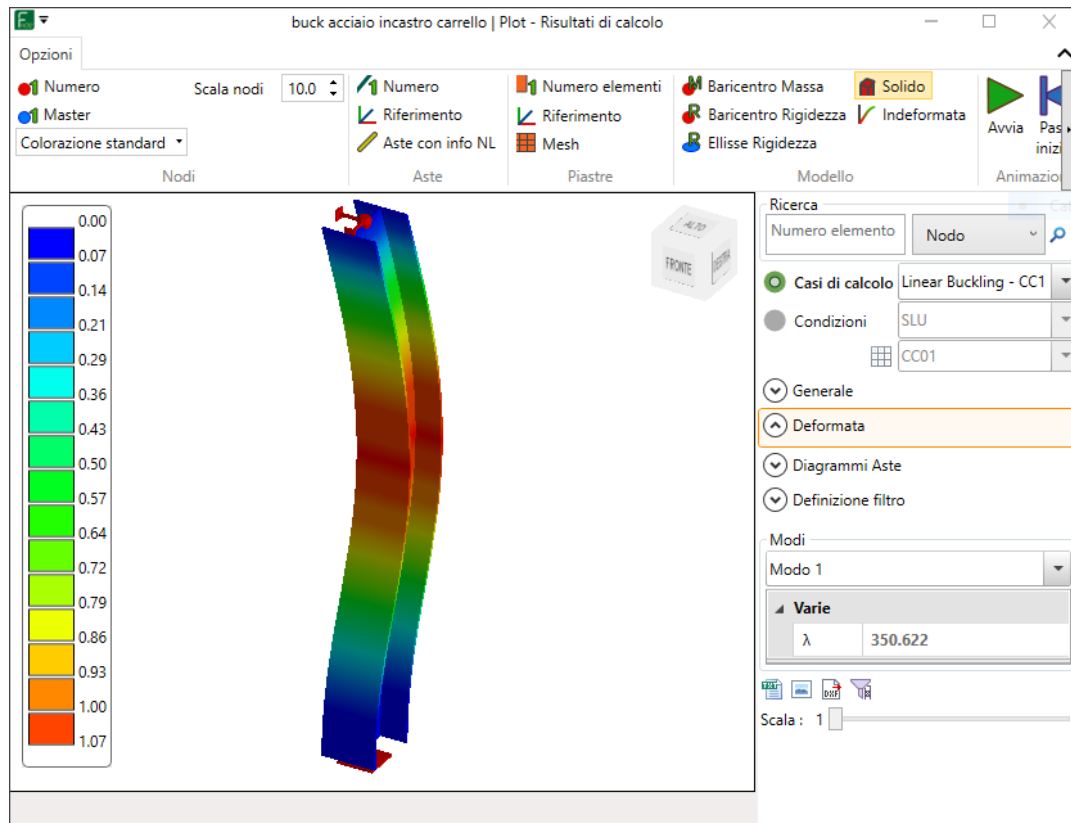 buck acciaio incastro carrello | Plot - Risultati di calcolo
Opzioni
Numero
Master
Colorazione standard
Scala nodi 10.0
Nodi
Numero
Riferimento
Aste con info NL
Aste
Numero elementi
Riferimento
Mesh
Piastre
Baricentro Massa
Baricentro Rigidezza
Ellisse Rigidezza
Solido
Indeformata
Modello
Avvia
Pas
inizi
Animazio
0.00
0.07
0.14
0.21
0.29
0.36
0.43
0.50
0.57
0.64
0.72
0.79
0.86
0.93
1.00
1.07
ALTO
FRONTE
DESTRA
Ricerca
Numero elemento
Nodo
Casi di calcolo Linear Buckling - CC1
Condizioni SLU
CC01
Generale
Deformata
Diagrammi Aste
Definizione filtro
Modi
Modo 1
Varie
λ 350.622
TXT
DXF
Scala : 1